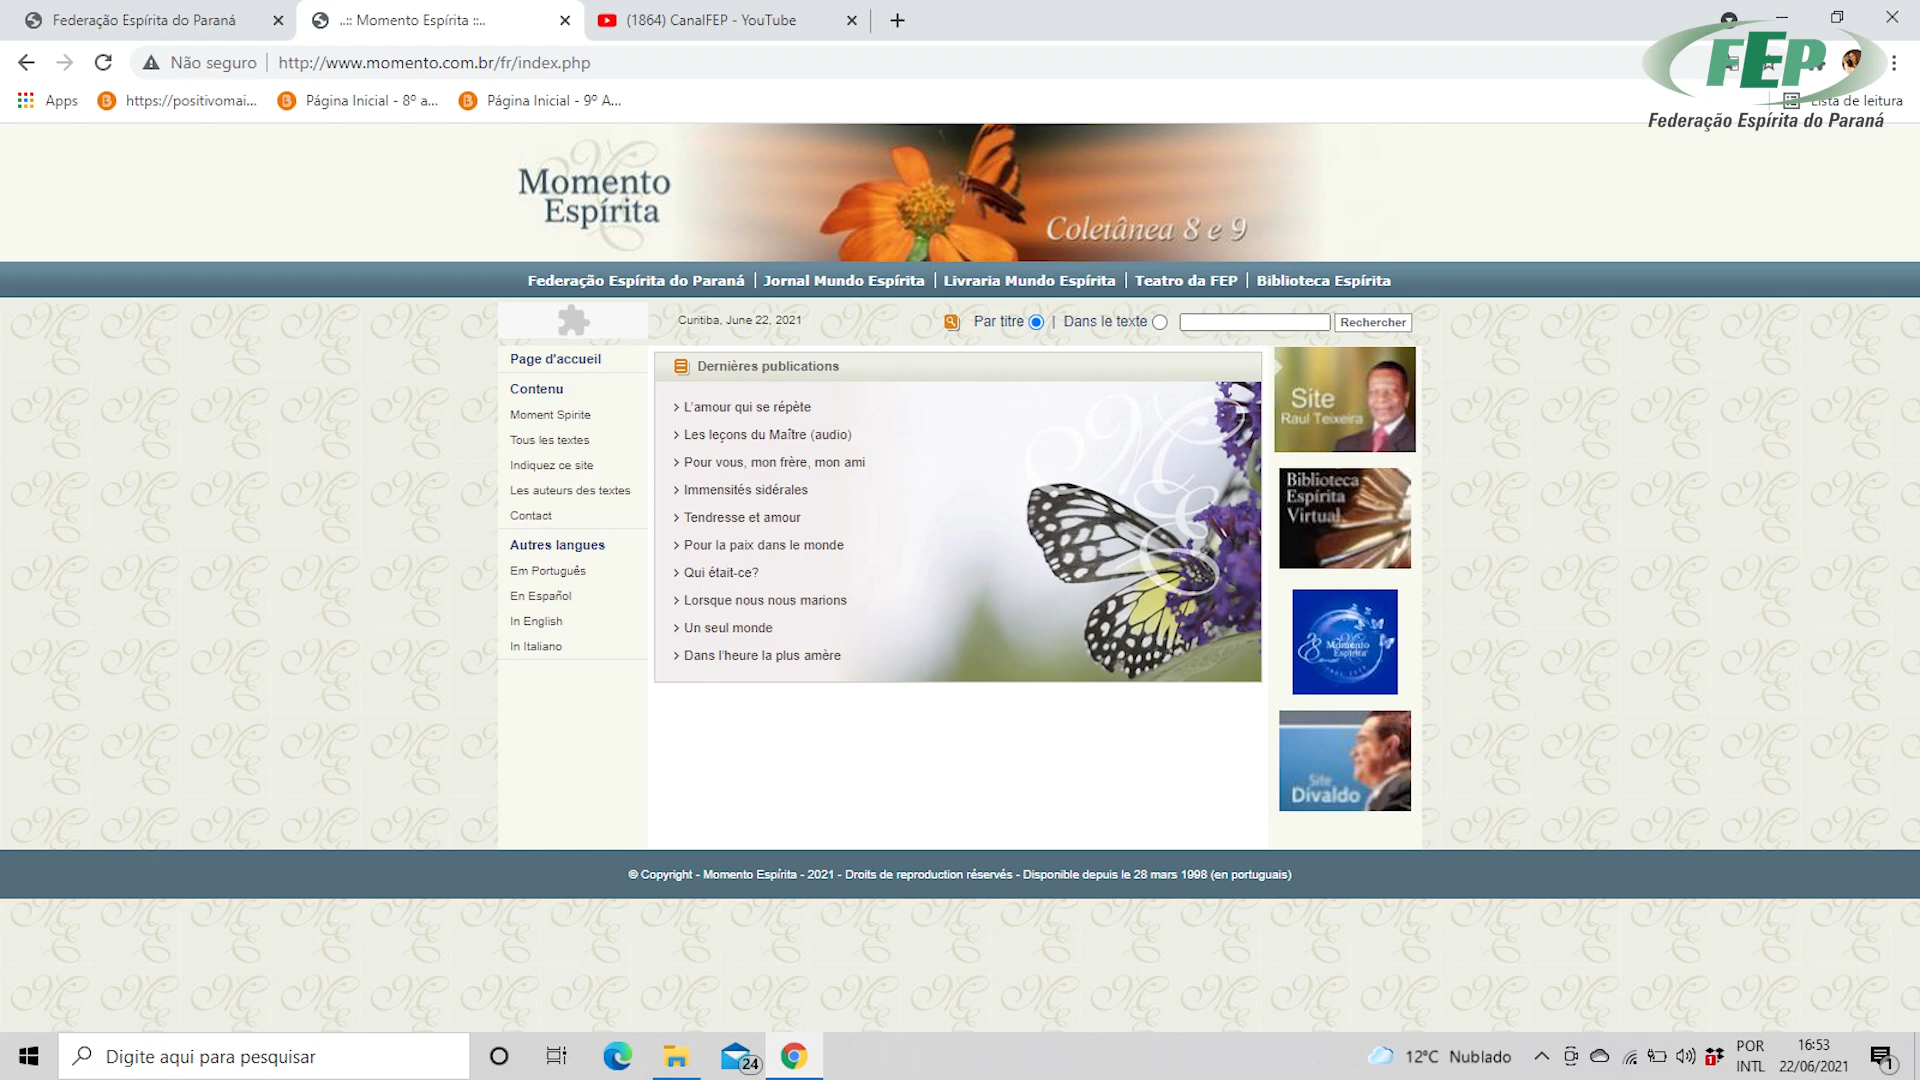 Federação Espírita do Paraná
..:: Momento Espírita ::..
(1864) CanalFEP - YouTube
Não seguro
http://www.momento.com.br/fr/index.php
FEP
Federação Espírita do Paraná
Apps
https://positivomai...
Página Inicial - 8º a...
Página Inicial - 9º A...
Lista de leitura
Momento
Espírita
Coletânea 8 e 9
Federação Espírita do Paraná | Jornal Mundo Espírita | Livraria Mundo Espírita | Teatro da FEP | Biblioteca Espírita
Curitiba, June 22, 2021
Par titre | Dans le texte
Rechercher
Page d'accueil
Contenu
Moment Spirite
Tous les textes
Indiquez ce site
Les auteurs des textes
Contact
Autres langues
Em Português
En Español
In English
In Italiano
Dernières publications
L'amour qui se répète
Les leçons du Maître (audio)
Pour vous, mon frère, mon ami
Immensités sidérales
Tendresse et amour
Pour la paix dans le monde
Qui était-ce?
Lorsque nous nous marions
Un seul monde
Dans l'heure la plus amère
Site
Raul Teixeira
Biblioteca
Espírita
Virtual
Momento
Espírita
Site
Divaldo
© Copyright - Momento Espírita - 2021 - Droits de reproduction réservés - Disponible depuis le 28 mars 1998 (en portuguais)
Digite aqui para pesquisar
24
12°C Nublado
1
POR
INTL
16:53
22/06/2021
1